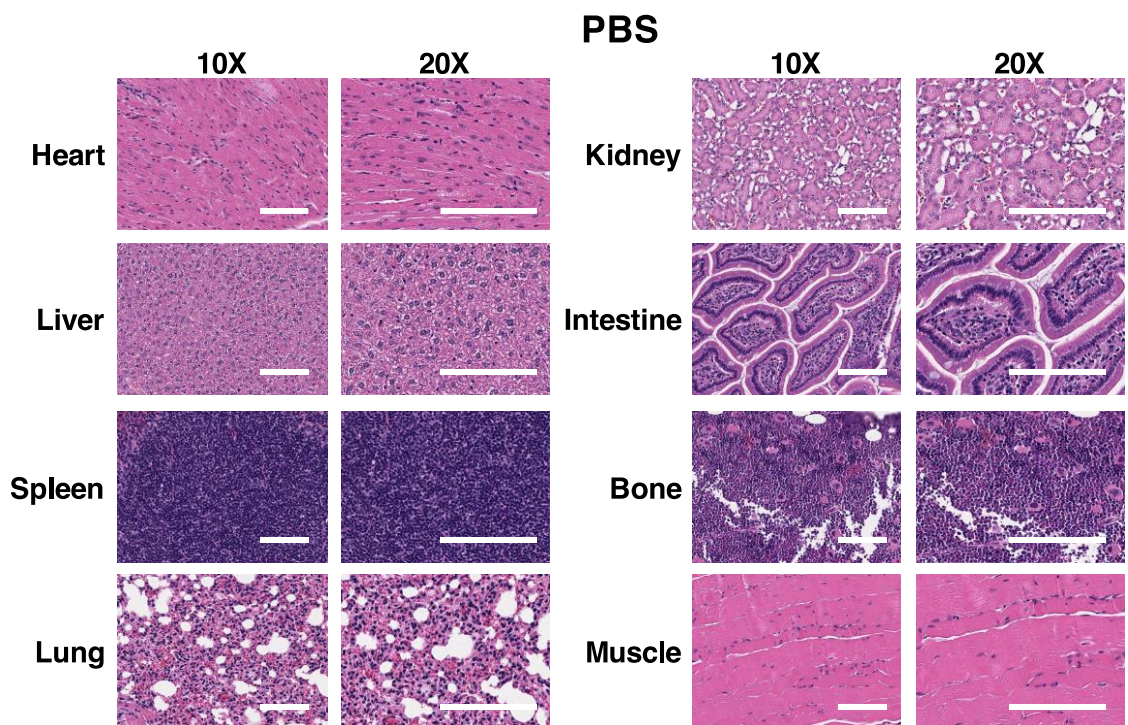 PBS
10X 20X 10X 20X
Heart Kidney
Liver Intestine
Spleen Bone
Lung Muscle